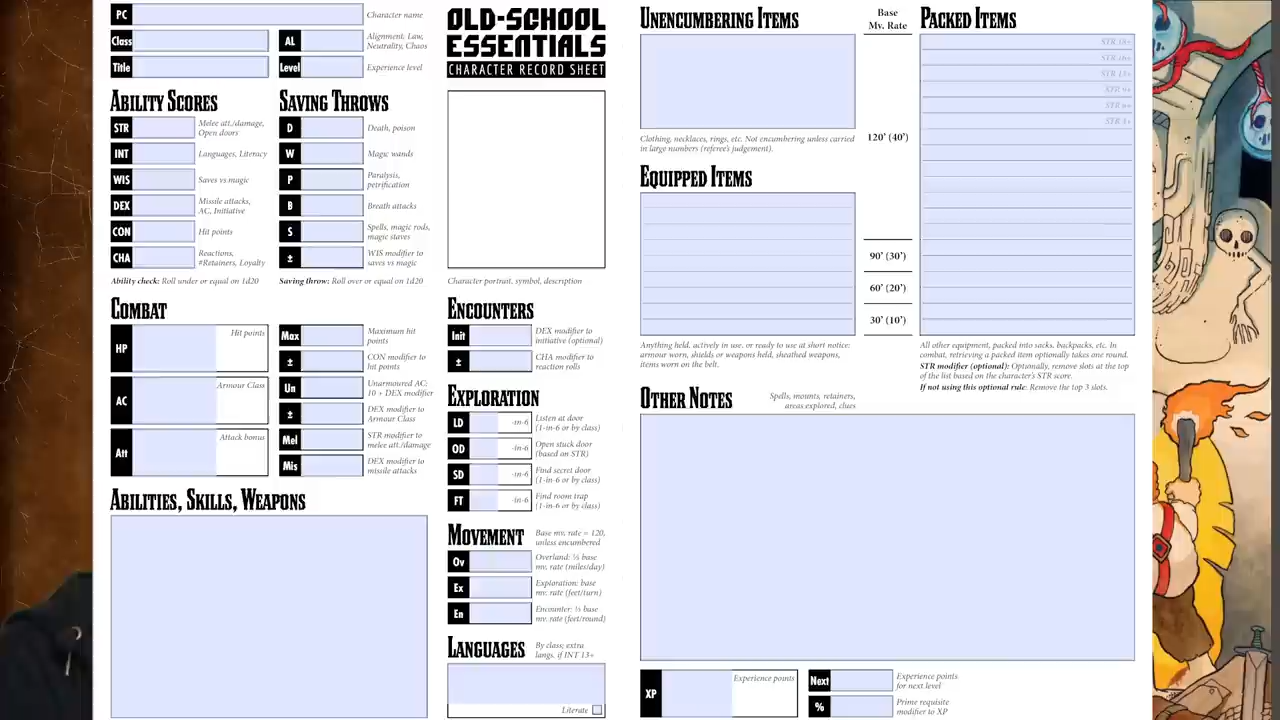 PC
Character name
Class
AL
Alignment: Law,
Neutrality, Chaos
Title
Level
Experience level
OLD-SCHOOL
ESSENTIALS
CHARACTER RECORD SHEET
ABILITY SCORES
STR
Melee att./damage,
Open doors
INT
Languages, Literacy
WIS
Saves vs magic
DEX
Missile attacks,
AC, Initiative
CON
Hit points
CHA
Reactions,
#Retainers, Loyalty
Ability check: Roll under or equal on 1d20
SAVING THROWS
D
Death, poison
W
Magic wands
P
Paralysis,
petrification
B
Breath attacks
S
Spells, magic rods,
magic staves
±
WIS modifier to
saves vs magic
Saving throw: Roll over or equal on 1d20
Character portrait, symbol, description
COMBAT
HP
Hit points
Max
Maximum hit
points
±
CON modifier to
hit points
AC
Armour Class
Un
Unarmoured AC:
10 + DEX modifier
±
DEX modifier to
Armour Class
Att
Attack bonus
Mel
STR modifier to
melee att./damage
Mis
DEX modifier to
missile attacks
ENCOUNTERS
Init
DEX modifier to
initiative (optional)
±
CHA modifier to
reaction rolls
EXPLORATION
LD
-in-6
Listen at door
(1-in-6 or by class)
OD
-in-6
Open stuck door
(based on STR)
SD
-in-6
Find secret door
(1-in-6 or by class)
FT
-in-6
Find room trap
(1-in-6 or by class)
ABILITIES, SKILLS, WEAPONS
MOVEMENT
Base mv. rate = 120,
unless encumbered
Ov
Overland: ⅕ base
mv. rate (miles/day)
Ex
Exploration: base
mv. rate (feet/turn)
En
Encounter: ⅓ base
mv. rate (feet/round)
LANGUAGES
By class; extra
langs. if INT 13+
Literate
UNENCUMBERING ITEMS
Clothing, necklaces, rings, etc. Not encumbering unless carried
in large numbers (referee's judgement).
EQUIPPED ITEMS
Anything held, actively in use, or ready to use at short notice:
armour worn, shields or weapons held, sheathed weapons,
items worn on the belt.
Base
Mv. Rate
120' (40')
90' (30')
60' (20')
30' (10')
PACKED ITEMS
STR 18+
STR 16+
STR 13+
STR 9+
STR 6+
STR 4+
All other equipment, packed into sacks, backpacks, etc. In
combat, retrieving a packed item optionally takes one round.
STR modifier (optional): Optionally, remove slots at the top
of the list based on the character's STR score.
If not using this optional rule: Remove the top 3 slots.
OTHER NOTES
Spells, mounts, retainers,
areas explored, clues
XP
Experience points
Next
Experience points
for next level
%
Prime requisite
modifier to XP